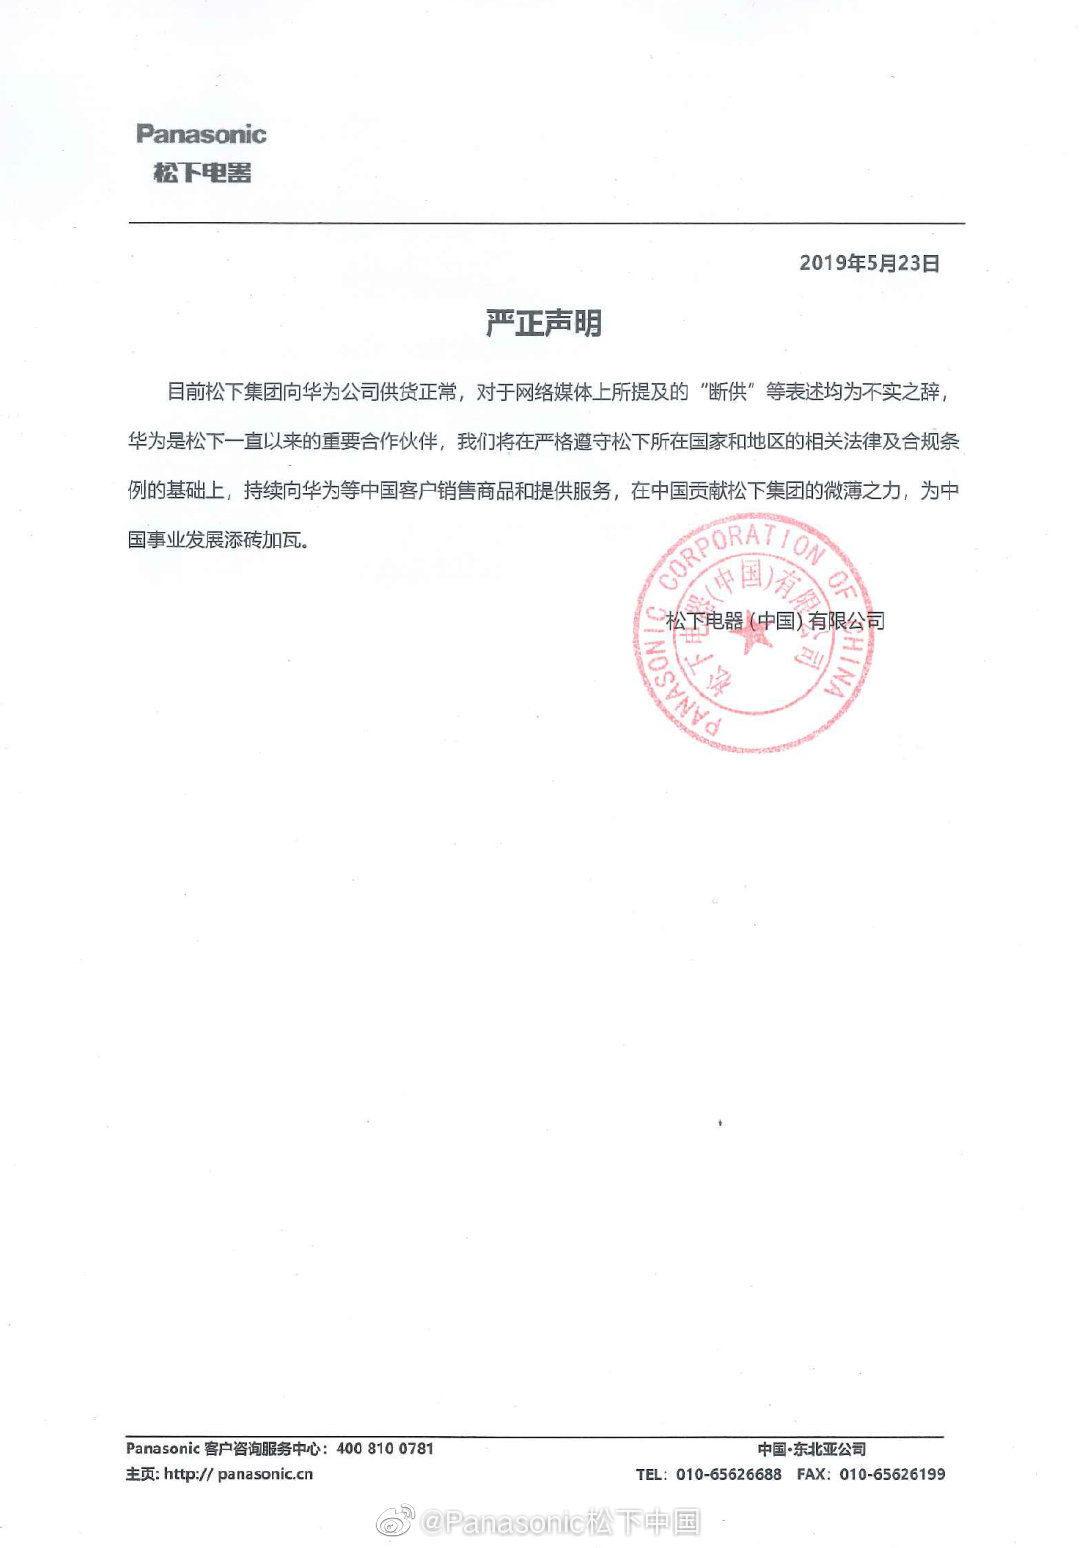 Panasonic
松下电器
2019年5月23日
严正声明
目前松下集团向华为公司供货正常，对于网络媒体上所提及的“断供”等表述均为不实之辞，
华为是松下一直以来的重要合作伙伴，我们将在严格遵守松下所在国家和地区的相关法律及合规条
例的基础上，持续向华为等中国客户销售商品和提供服务，在中国贡献松下集团的微薄之力，为中
国事业发展添砖加瓦。
松下电器（中国）有限公司
PANASONIC CORPORATION OF CHINA
松下电器(中国)有限公司
Panasonic 客户咨询服务中心：400 810 0781
中国·东北亚公司
主页: http:// panasonic.cn
TEL：010-65626688 FAX：010-65626199
@Panasonic松下中国